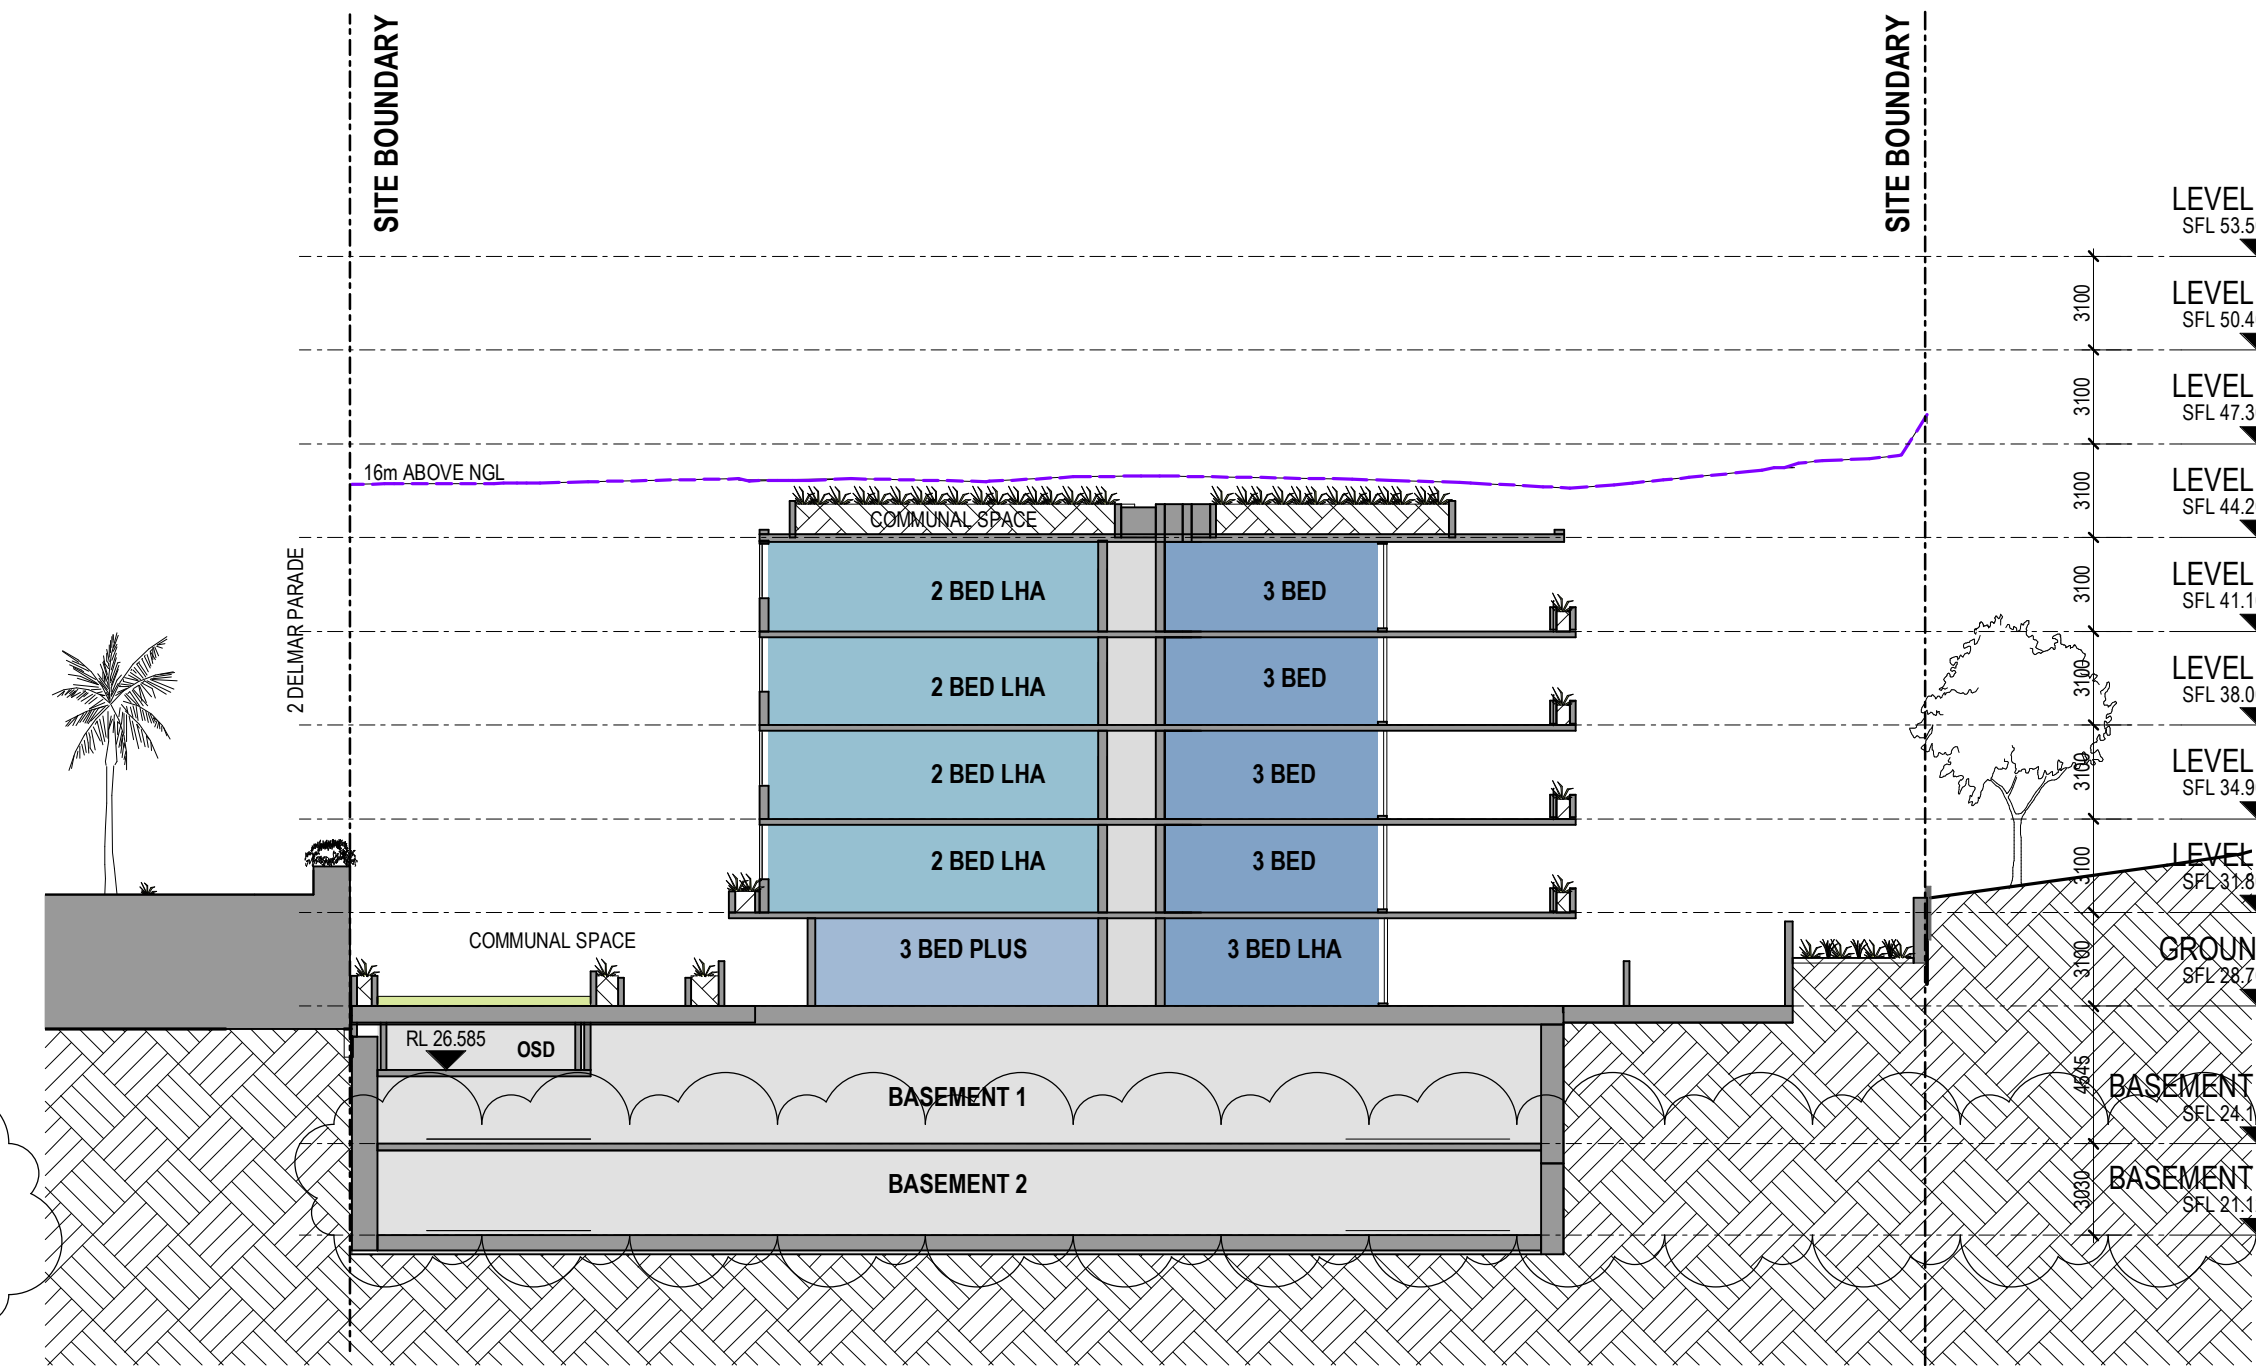 SITE BOUNDARY
SITE BOUNDARY
LEVEL
SFL 53.5
3100
LEVEL
SFL 50.4
3100
LEVEL
SFL 47.3
16m ABOVE NGL
3100
LEVEL
SFL 44.2
COMMUNAL SPACE
3100
LEVEL
SFL 41.1
2 DELMAR PARADE
2 BED LHA
3 BED
3100
LEVEL
SFL 38.0
2 BED LHA
3 BED
3100
LEVEL
SFL 34.9
2 BED LHA
3 BED
3100
LEVEL
SFL 31.8
2 BED LHA
3 BED
3100
GROUN
SFL 28.7
COMMUNAL SPACE
3 BED PLUS
3 BED LHA
RL 26.585
OSD
4545
BASEMENT
SFL 24.1
BASEMENT 1
3030
BASEMENT
SFL 21.1
BASEMENT 2